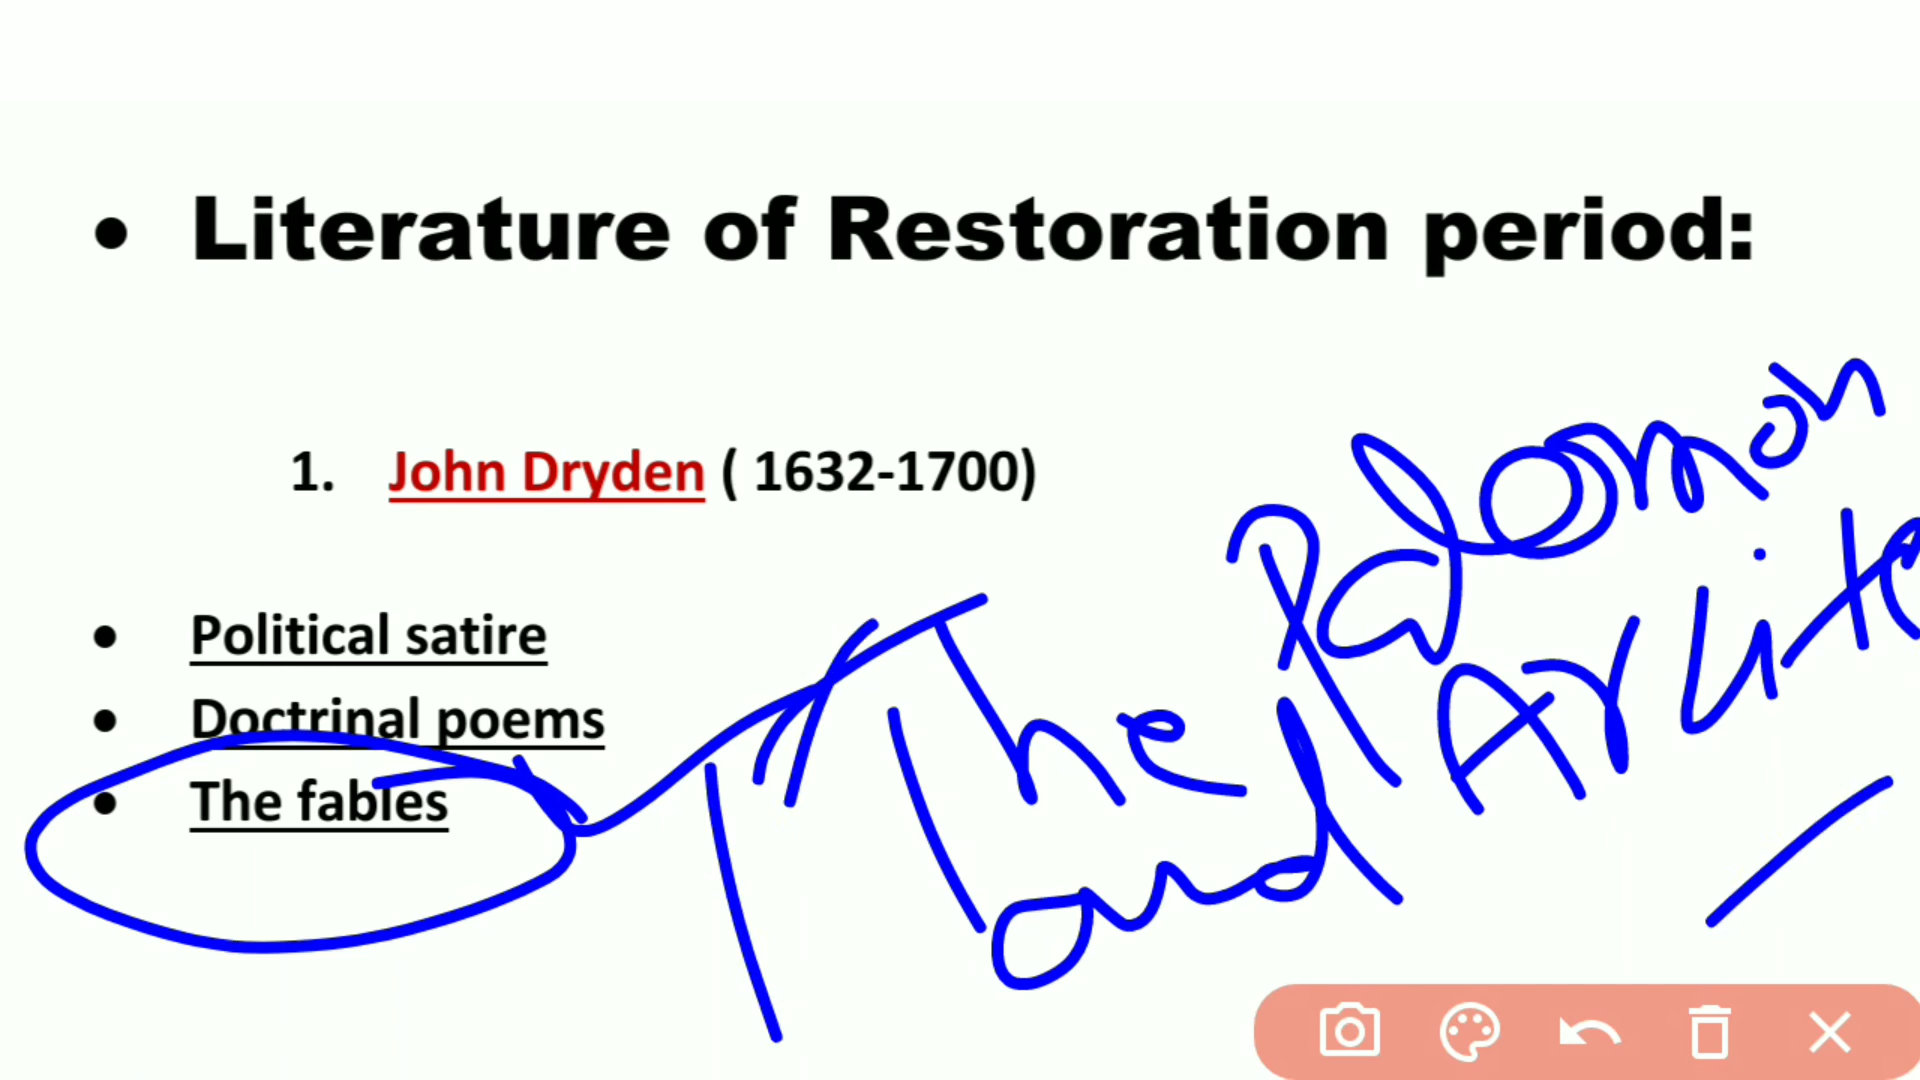 • Literature of Restoration period:
1. John Dryden ( 1632-1700)
• Political satire
• Doctrinal poems
• The fables
The Palomon
and Arcite